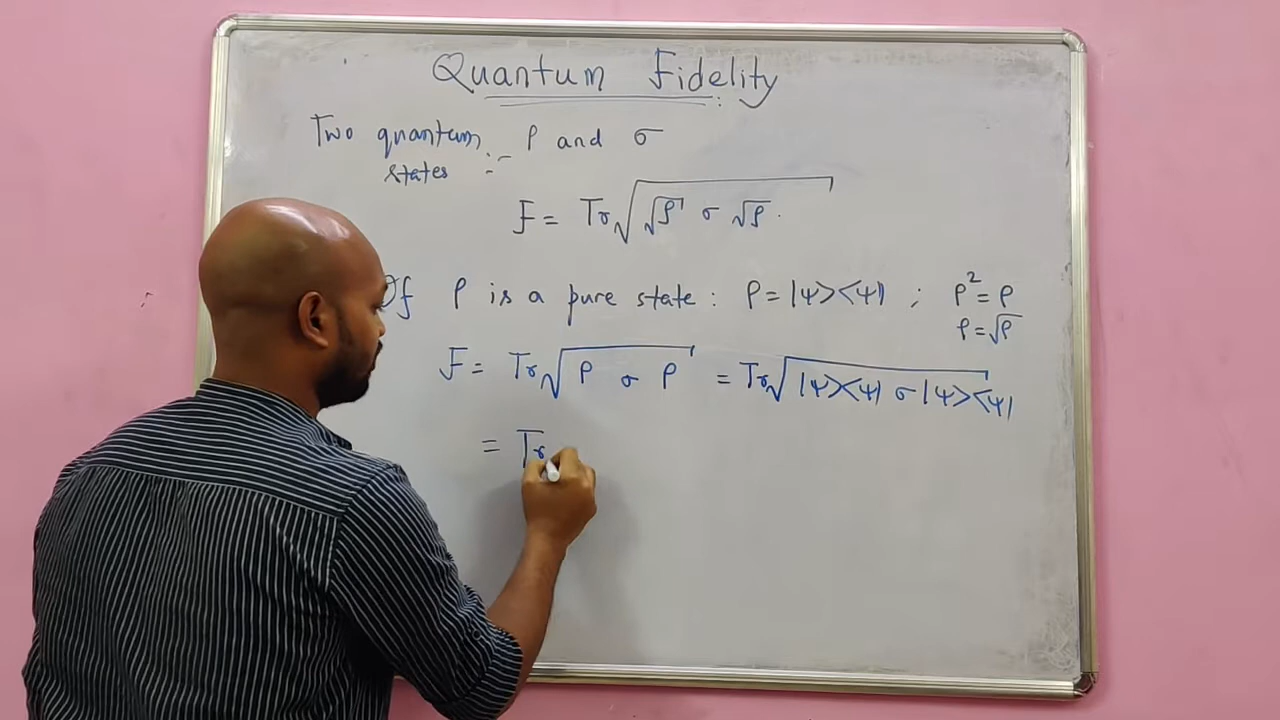 Quantum Fidelity
Two quantum states :- ρ and σ
F = Tr√(√ρ σ √ρ)
If ρ is a pure state : ρ = |ψ><ψ| ; ρ² = ρ
ρ = √ρ
F = Tr√(ρ σ ρ) = Tr√(|ψ><ψ| σ |ψ><ψ|)
= Tr